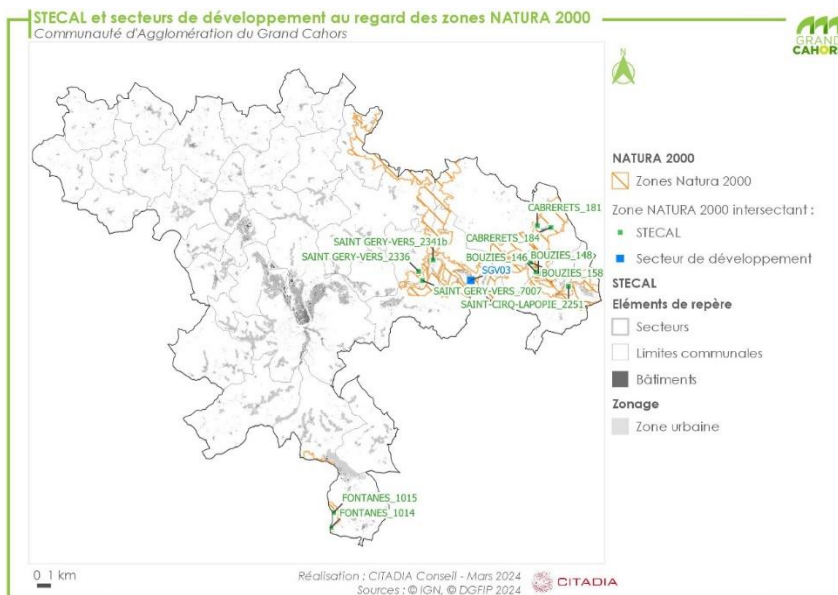 STECAL et secteurs de développement au regard des zones NATURA 2000
Communauté d'Agglomération du Grand Cahors
GRAND
CAHORS
N
NATURA 2000
Zones Natura 2000
Zone NATURA 2000 intersectant :
STECAL
Secteur de développement
STECAL
Eléments de repère
Secteurs
Limites communales
Bâtiments
Zonage
Zone urbaine
CABRERETS_181
CABRERETS_184
SAINT GERY-VERS_2341b
BOUZIES_146
BOUZIES_148
SAINT GERY-VERS_2336
SGV03
BOUZIES_158
SAINT GERY-VERS_7007
SAINT-CIRQ-LAPOPIE_2251
FONTANES_1015
FONTANES_1014
0 1 km
Réalisation : CITADIA Conseil - Mars 2024
Sources : © IGN, © DGFIP 2024
CITADIA